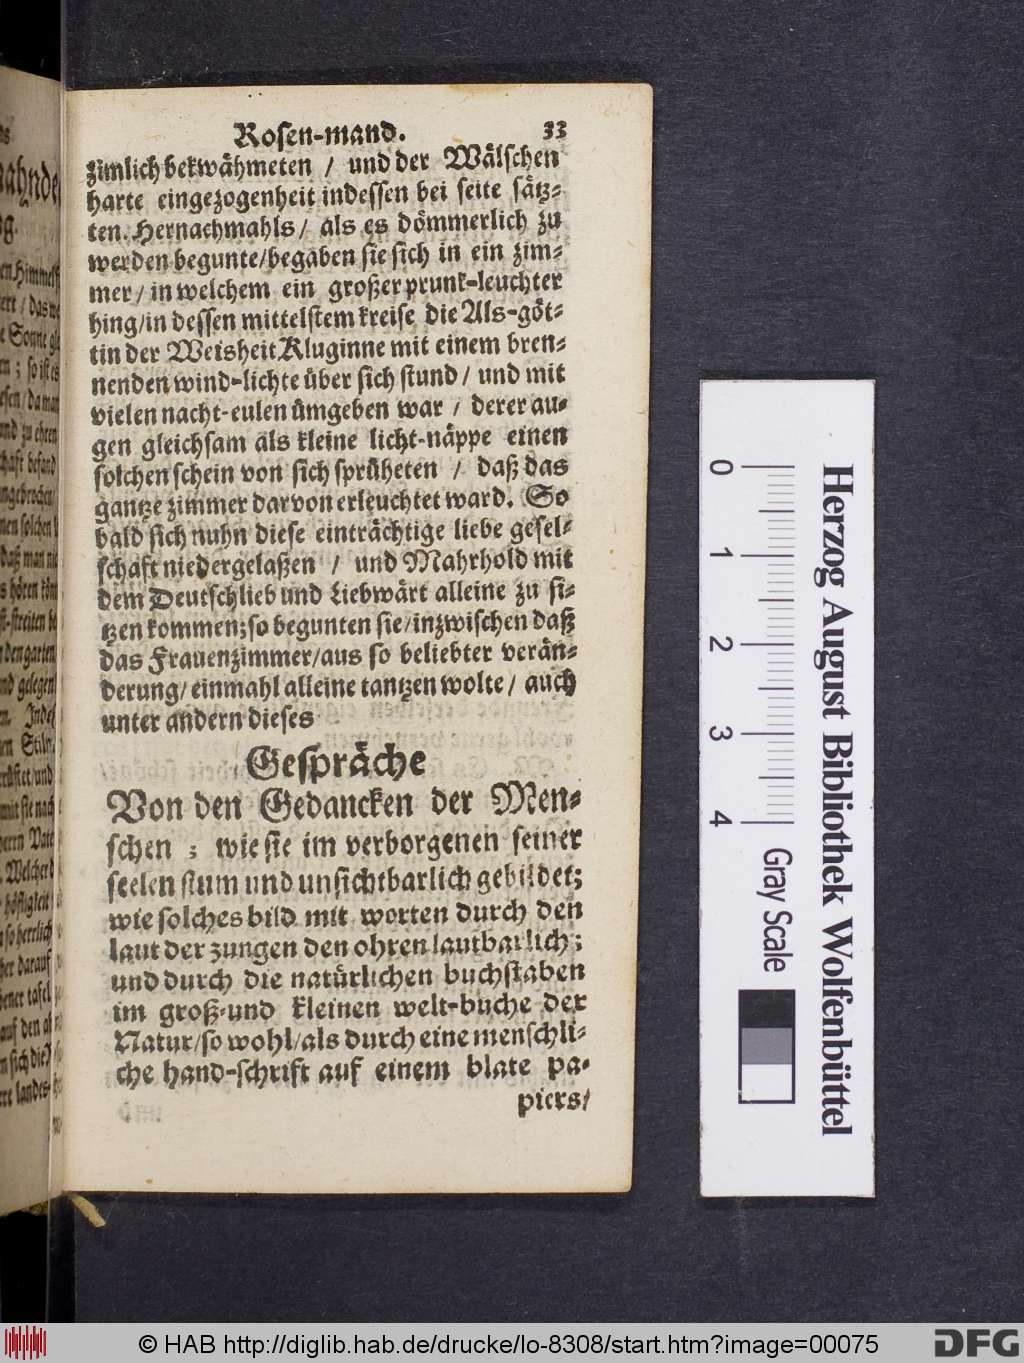 Rosen-mand. 33
zimlich bekwähmeten / und der Wälschen
harte eingezogenheit indessen bei seite sätz-
ten. Hernachmahls / als es dömmerlich zu
werden begunte / begaben sie sich in ein zim-
mer / in welchem ein großer prunk-leuchter
hing / in dessen mittelstem kreise die Als-göt-
tin der Weisheit Kluginne mit einem bren-
nenden wind-lichte über sich stund / und mit
vielen nacht-eulen ümgeben war / derer au-
gen gleichsam als kleine licht-näppe einen
solchen schein von sich sprüheten / daß das
gantze zimmer darvon erleuchtet ward. So
bald sich nuhn diese einträchtige liebe gesel-
schaft niedergelaßen / und Mahrhold mit
dem Deutschlieb und Liebwärt alleine zu si-
tzen kommen; so begunten sie / inzwischen daß
das Frauenzimmer / aus so beliebter verän-
derung / einmahl alleine tantzen wolte / auch
unter andern dieses
Gespräche
Von den Gedancken der Men-
schen ; wie sie im verborgenen seiner
seelen stum und unsichtbarlich gebildet;
wie solches bild mit worten durch den
laut der zungen den ohren lautbarlich;
und durch die natürlichen buchstaben
im groß-und kleinen welt-buche der
Natur / so wohl / als durch eine menschli-
che hand-schrift auf einem blate pa-
piers /
0 1 2 3 4 Gray Scale
Herzog August Bibliothek Wolfenbüttel
© HAB http://diglib.hab.de/drucke/lo-8308/start.htm?image=00075
DFG